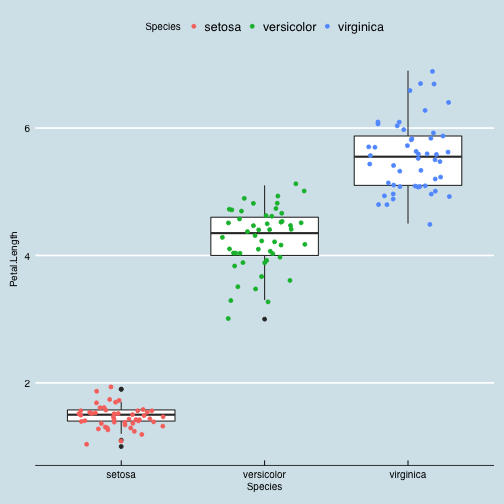 Species setosa versicolor virginica
6
4
2
Petal.Length
setosa versicolor virginica
Species